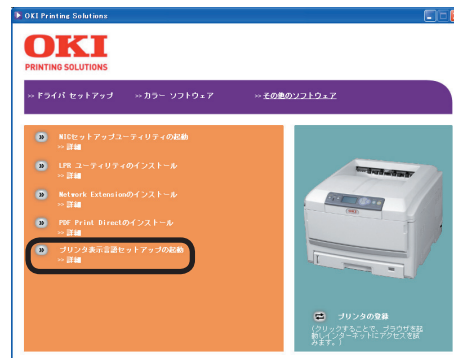 OKI Printing Solutions
OKI
PRINTING SOLUTIONS
>> ドライバ セットアップ >> カラー ソフトウェア >> その他のソフトウェア
NICセットアップユーティリティの起動
>> 詳細
LPR ユーティリティのインストール
>> 詳細
Network Extensionのインストール
>> 詳細
PDF Print Directのインストール
>> 詳細
プリンタ表示言語セットアップの起動
>> 詳細
OKI
プリンタの登録
(クリックすることで、ブラウザを起
動しインターネットにアクセスを試
みます。)